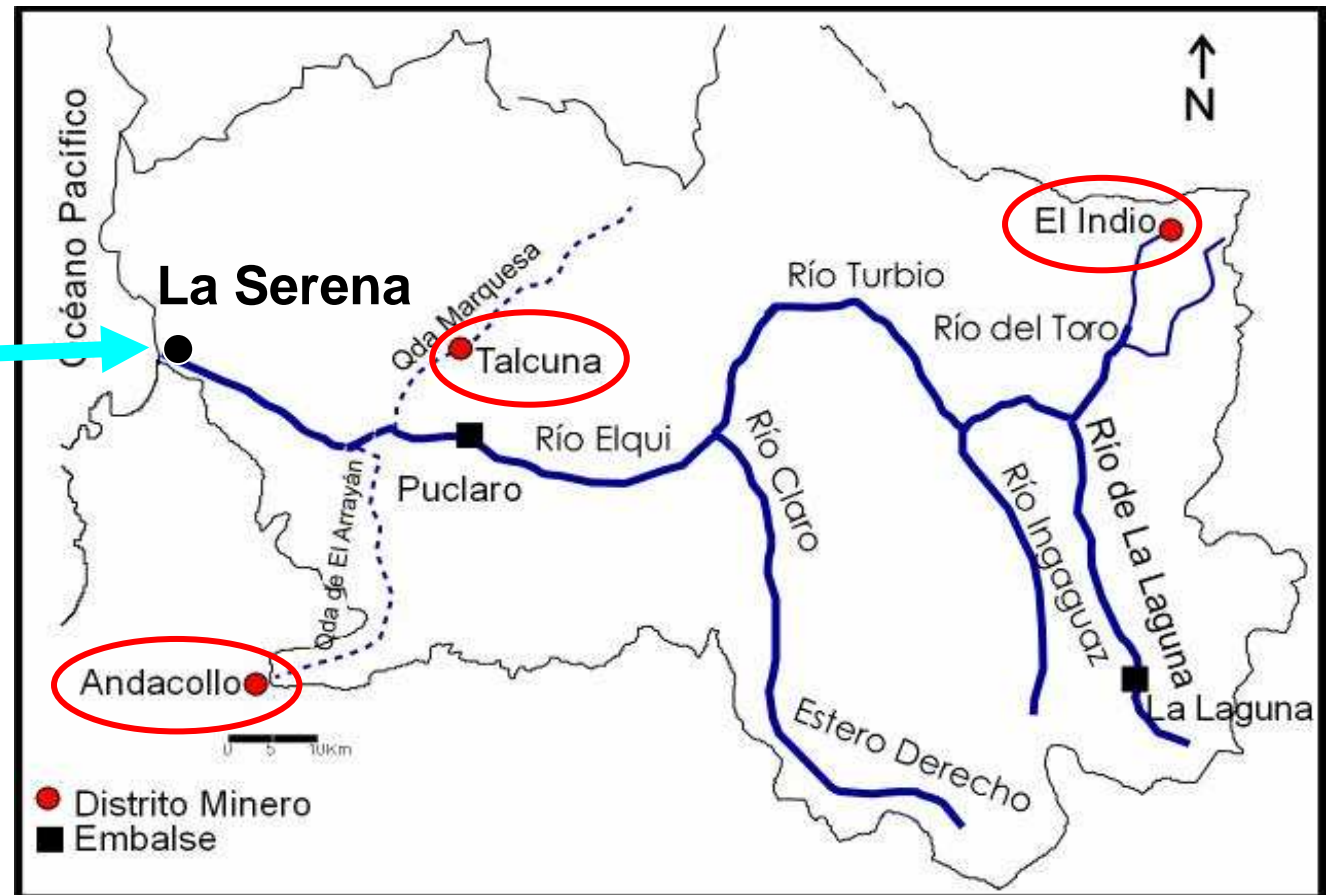 N
Océano Pacífico
El Indio
Río Turbio
La Serena
Qda Marquesa
Río del Toro
Talcuna
Río Elqui
Río Claro
Río Ingaguaz
Río de La Laguna
Puclaro
Qda de El Arrayán
Andacollo
La Laguna
Estero Derecho
0 5 10Km
Distrito Minero
Embalse